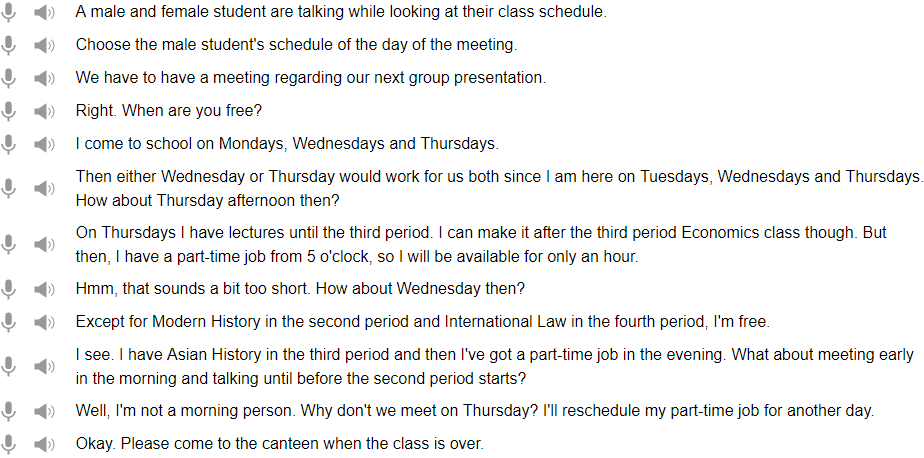 A male and female student are talking while looking at their class schedule.
Choose the male student's schedule of the day of the meeting.
We have to have a meeting regarding our next group presentation.
Right. When are you free?
I come to school on Mondays, Wednesdays and Thursdays.
Then either Wednesday or Thursday would work for us both since I am here on Tuesdays, Wednesdays and Thursdays.
How about Thursday afternoon then?
On Thursdays I have lectures until the third period. I can make it after the third period Economics class though. But
then, I have a part-time job from 5 o'clock, so I will be available for only an hour.
Hmm, that sounds a bit too short. How about Wednesday then?
Except for Modern History in the second period and International Law in the fourth period, I'm free.
I see. I have Asian History in the third period and then I've got a part-time job in the evening. What about meeting early
in the morning and talking until before the second period starts?
Well, I'm not a morning person. Why don't we meet on Thursday? I'll reschedule my part-time job for another day.
Okay. Please come to the canteen when the class is over.